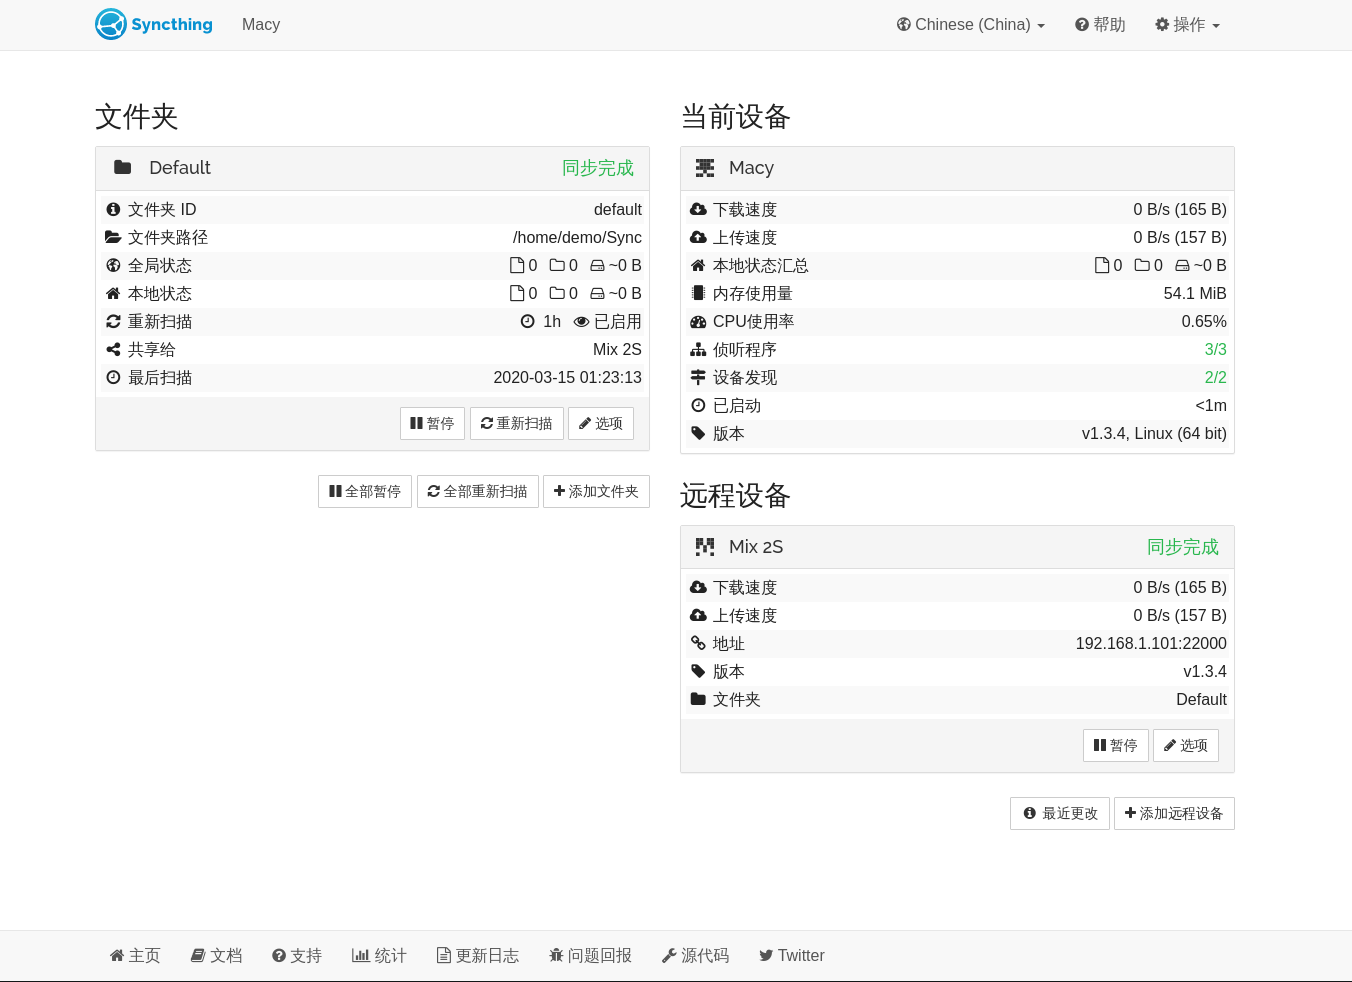 Syncthing Macy Chinese (China) 帮助 操作
文件夹
Default 同步完成
文件夹 ID default
文件夹路径 /home/demo/Sync
全局状态 0 0 ~0 B
本地状态 0 0 ~0 B
重新扫描 1h 已启用
共享给 Mix 2S
最后扫描 2020-03-15 01:23:13
暂停 重新扫描 选项
全部暂停 全部重新扫描 添加文件夹
当前设备
Macy
下载速度 0 B/s (165 B)
上传速度 0 B/s (157 B)
本地状态汇总 0 0 ~0 B
内存使用量 54.1 MiB
CPU使用率 0.65%
侦听程序 3/3
设备发现 2/2
已启动 <1m
版本 v1.3.4, Linux (64 bit)
远程设备
Mix 2S 同步完成
下载速度 0 B/s (165 B)
上传速度 0 B/s (157 B)
地址 192.168.1.101:22000
版本 v1.3.4
文件夹 Default
暂停 选项
最近更改 添加远程设备
主页 文档 支持 统计 更新日志 问题回报 源代码 Twitter